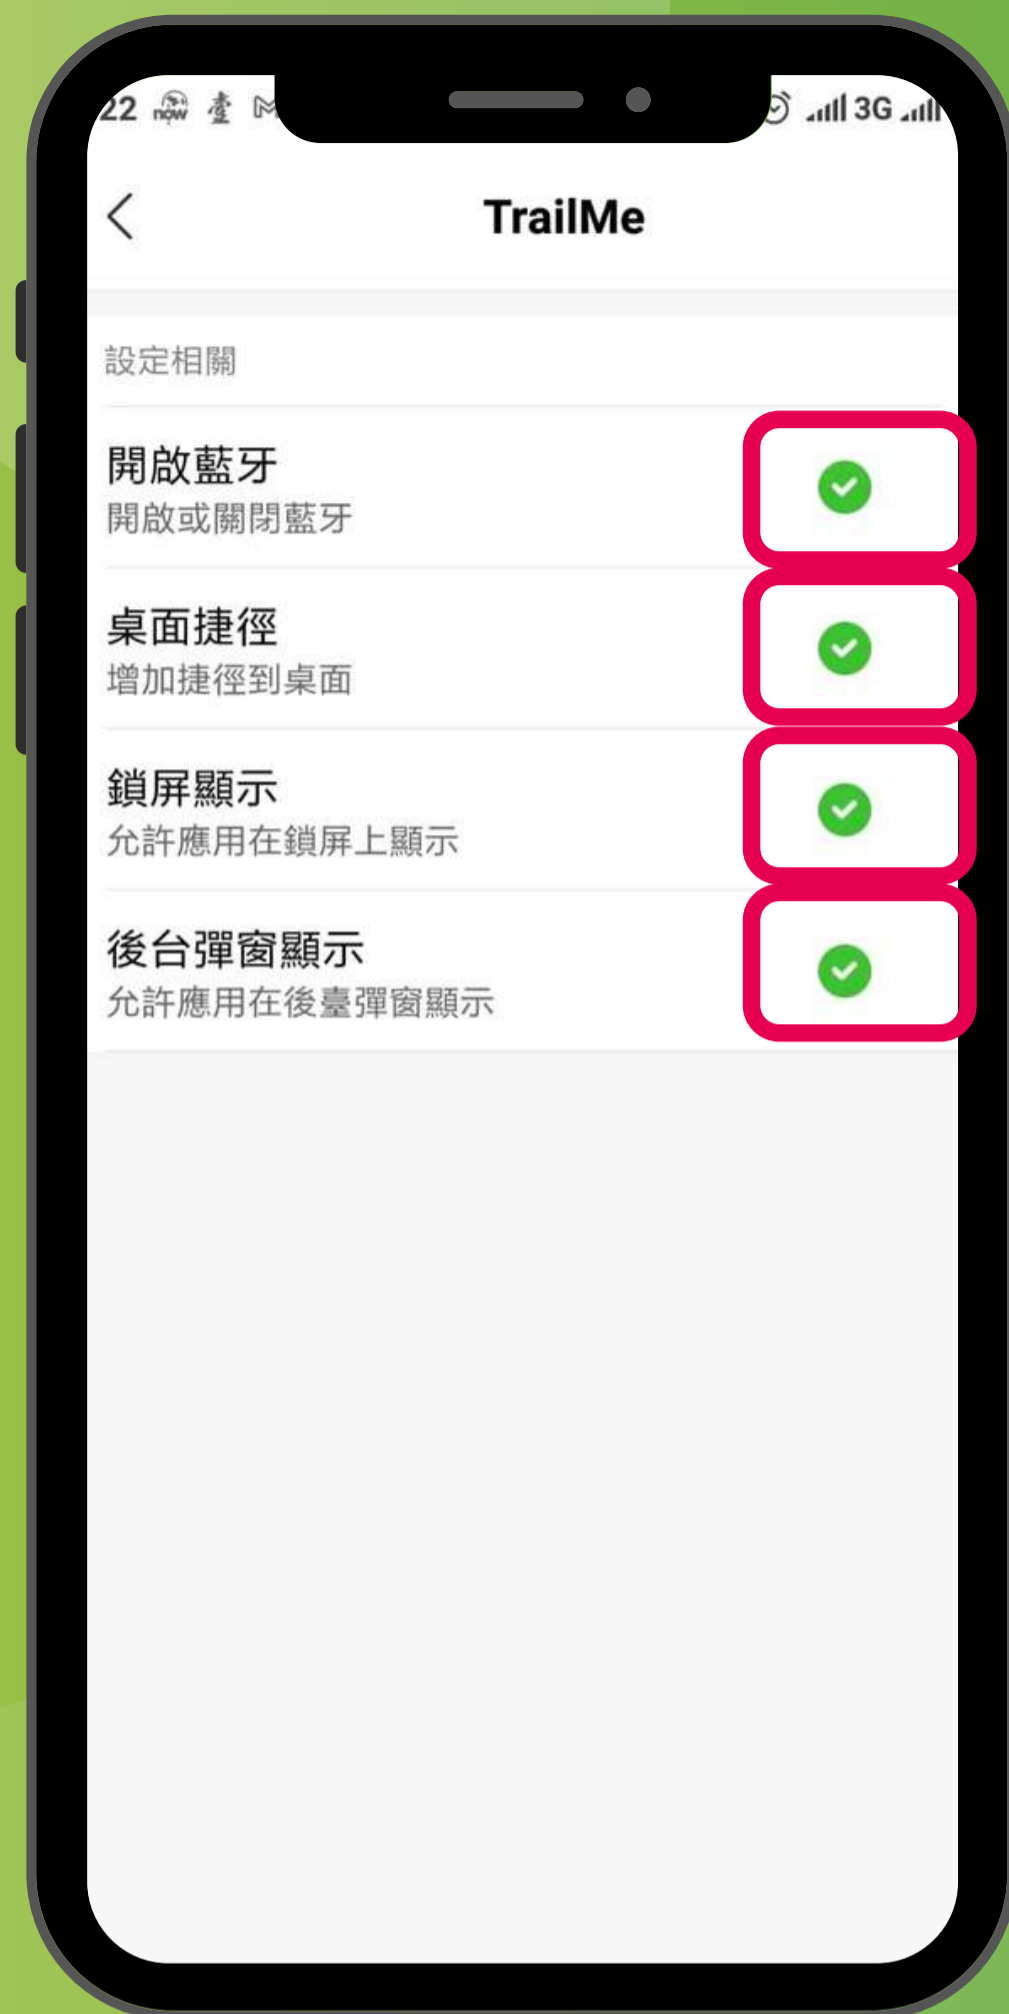 22 now 臺
3G
TrailMe
設定相關
開啟藍牙
開啟或關閉藍牙
桌面捷徑
增加捷徑到桌面
鎖屏顯示
允許應用在鎖屏上顯示
後台彈窗顯示
允許應用在後臺彈窗顯示